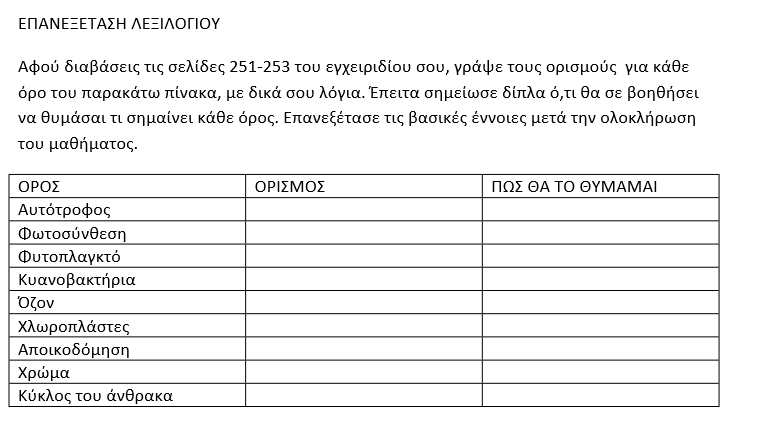 ΕΠΑΝΕΞΕΤΑΣΗ ΛΕΞΙΛΟΓΙΟΥ
Αφού διαβάσεις τις σελίδες 251-253 του εγχειριδίου σου, γράψε τους ορισμούς για κάθε
όρο του παρακάτω πίνακα, με δικά σου λόγια. Έπειτα σημείωσε δίπλα ό,τι θα σε βοηθήσει
να θυμάσαι τι σημαίνει κάθε όρος. Επανεξέτασε τις βασικές έννοιες μετά την ολοκλήρωση
του μαθήματος.
ΟΡΟΣ ΟΡΙΣΜΟΣ ΠΩΣ ΘΑ ΤΟ ΘΥΜΑΜΑΙ
Αυτότροφος
Φωτοσύνθεση
Φυτοπλαγκτό
Κυανοβακτήρια
Όζον
Χλωροπλάστες
Αποικοδόμηση
Χρώμα
Κύκλος του άνθρακα